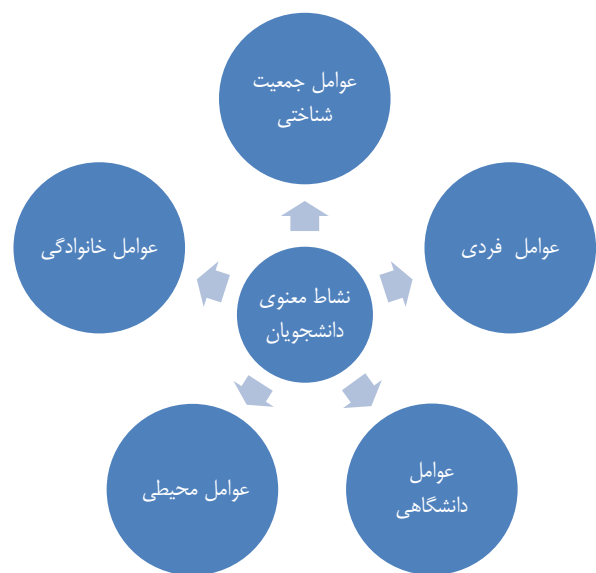 عوامل جمعیت
شناختی
عوامل فردی
عوامل خانوادگی
نشاط معنوی
دانشجویان
عوامل
دانشگاهی
عوامل محیطی